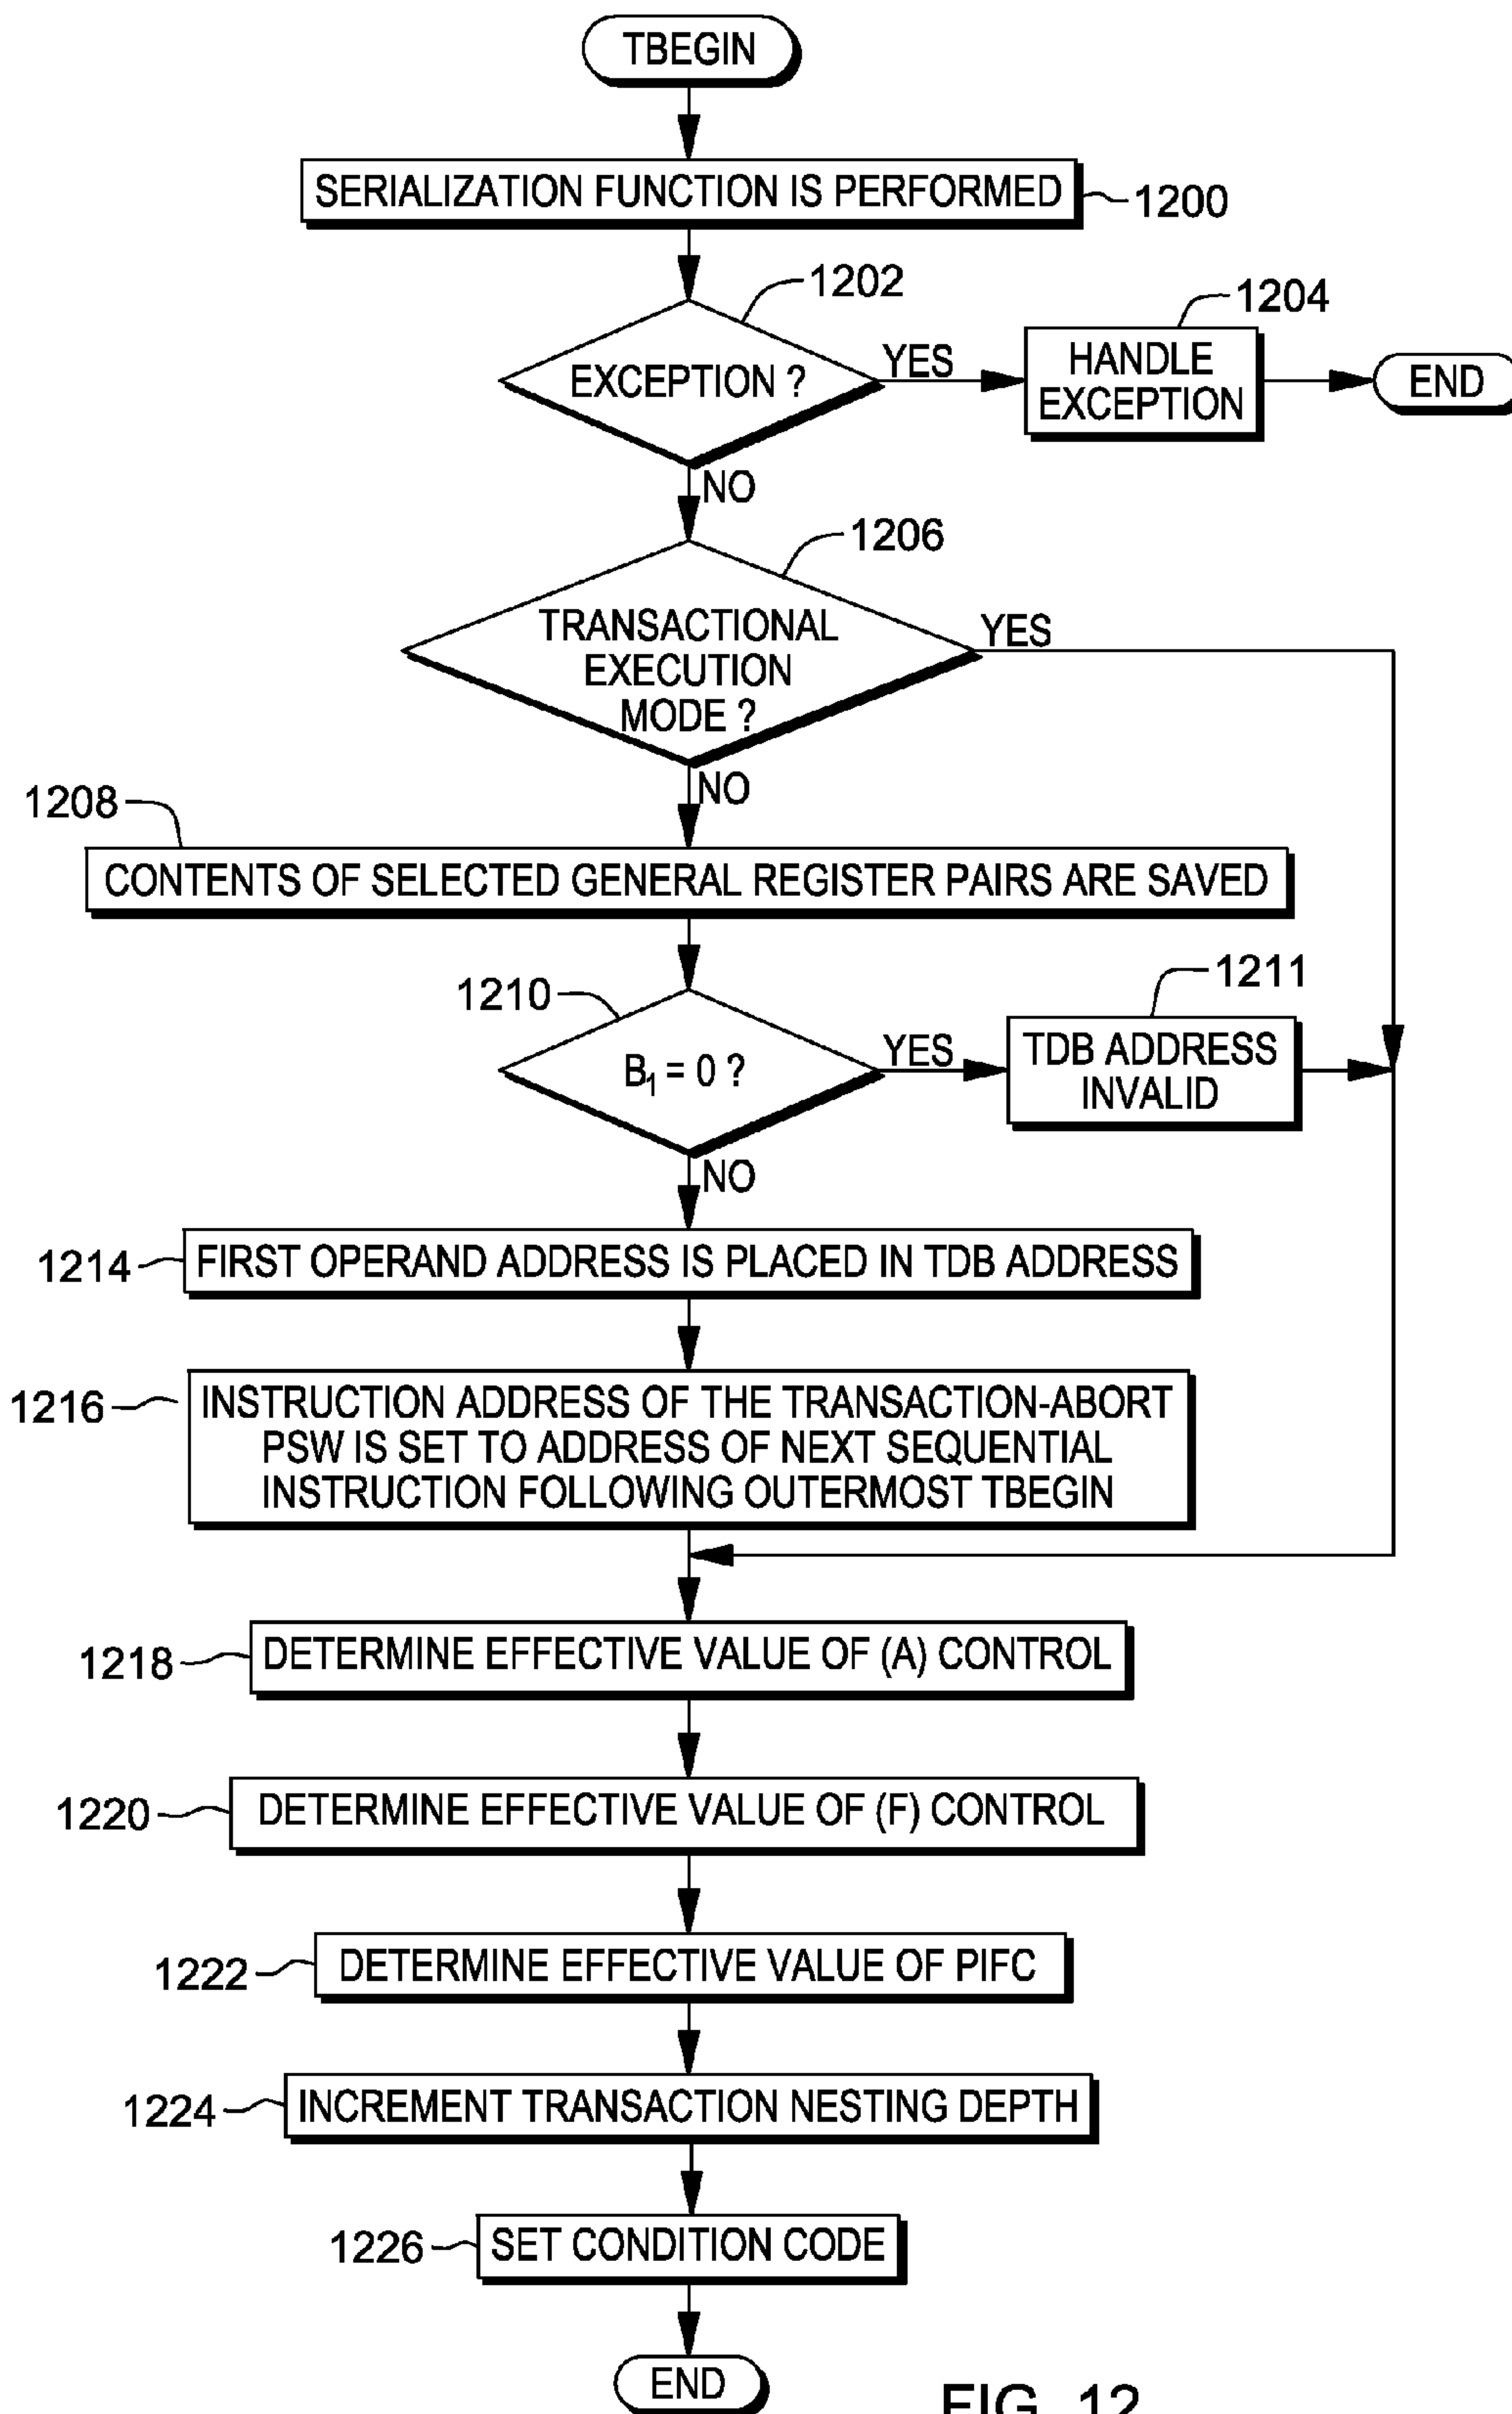 TBEGIN
SERIALIZATION FUNCTION IS PERFORMED
1200
1202
EXCEPTION ?
YES
1204
HANDLE
EXCEPTION
END
NO
1206
TRANSACTIONAL
EXECUTION
MODE ?
YES
NO
1208
CONTENTS OF SELECTED GENERAL REGISTER PAIRS ARE SAVED
1210
B₁ = 0 ?
YES
1211
TDB ADDRESS
INVALID
NO
1214
FIRST OPERAND ADDRESS IS PLACED IN TDB ADDRESS
1216
INSTRUCTION ADDRESS OF THE TRANSACTION-ABORT
PSW IS SET TO ADDRESS OF NEXT SEQUENTIAL
INSTRUCTION FOLLOWING OUTERMOST TBEGIN
1218
DETERMINE EFFECTIVE VALUE OF (A) CONTROL
1220
DETERMINE EFFECTIVE VALUE OF (F) CONTROL
1222
DETERMINE EFFECTIVE VALUE OF PIFC
1224
INCREMENT TRANSACTION NESTING DEPTH
1226
SET CONDITION CODE
END
FIG. 12